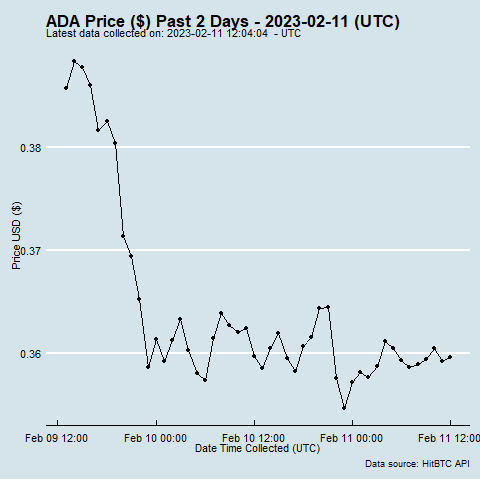 ADA Price ($) Past 2 Days - 2023-02-11 (UTC)
Latest data collected on: 2023-02-11 12:04:04 - UTC
0.38
0.37
0.36
Price USD ($)
Feb 09 12:00 Feb 10 00:00 Feb 10 12:00 Feb 11 00:00 Feb 11 12:00
Date Time Collected (UTC)
Data source: HitBTC API